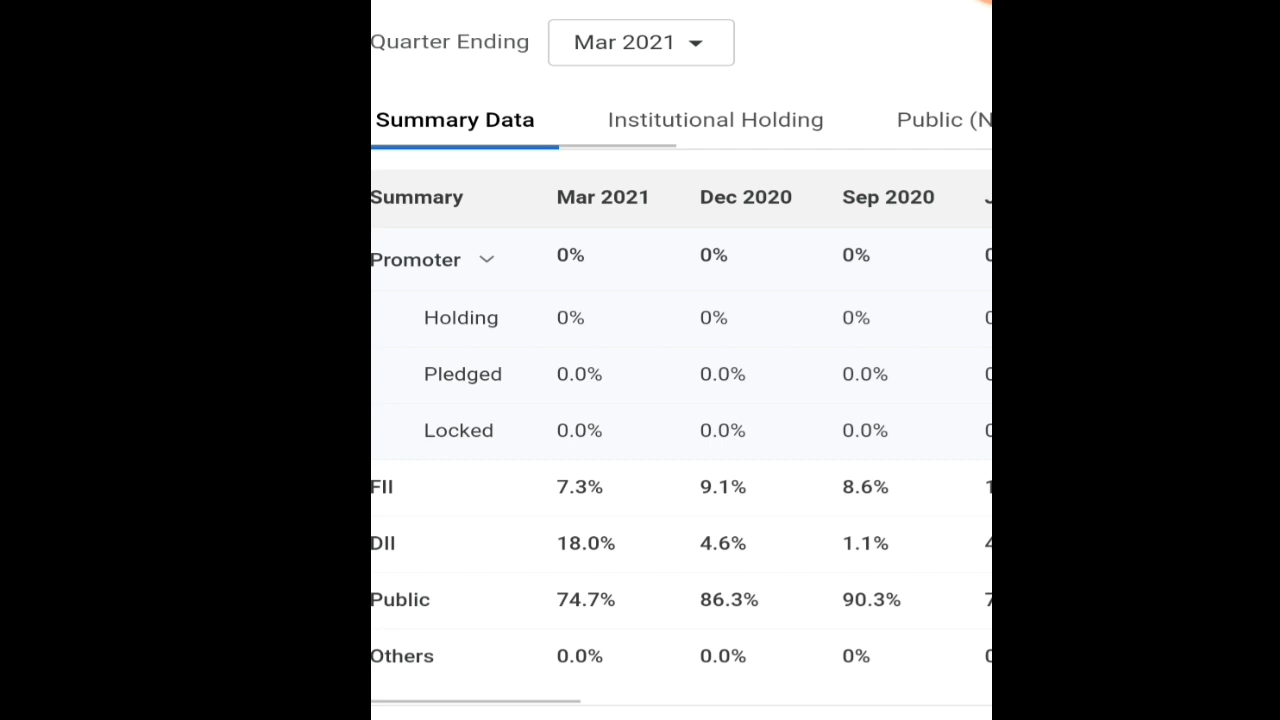 Quarter Ending Mar 2021
Summary Data Institutional Holding Public (N
Summary Mar 2021 Dec 2020 Sep 2020
Promoter 0% 0% 0%
Holding 0% 0% 0%
Pledged 0.0% 0.0% 0.0%
Locked 0.0% 0.0% 0.0%
FII 7.3% 9.1% 8.6%
DII 18.0% 4.6% 1.1%
Public 74.7% 86.3% 90.3%
Others 0.0% 0.0% 0%